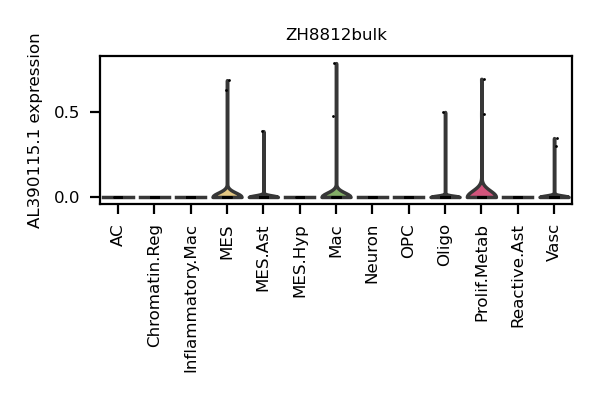 ZH8812bulk
AL390115.1 expression
0.5
0.0
AC
Chromatin.Reg
Inflammatory.Mac
MES
MES.Ast
MES.Hyp
Mac
Neuron
OPC
Oligo
Prolif.Metab
Reactive.Ast
Vasc